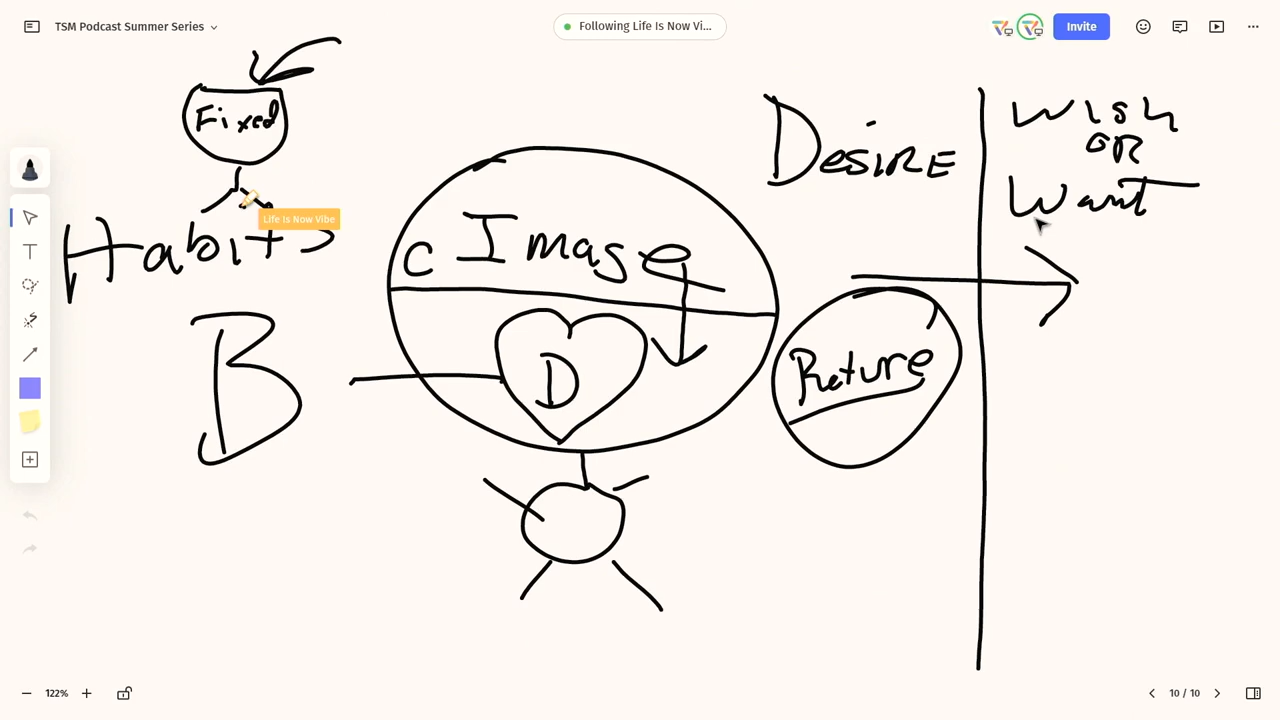 TSM Podcast Summer Series
Following Life Is Now Vi...
Invite
Fixed
Life Is Now Vibe
Habits
B
C Image
D
Desire
Wish
OR
Want
122%
10 / 10